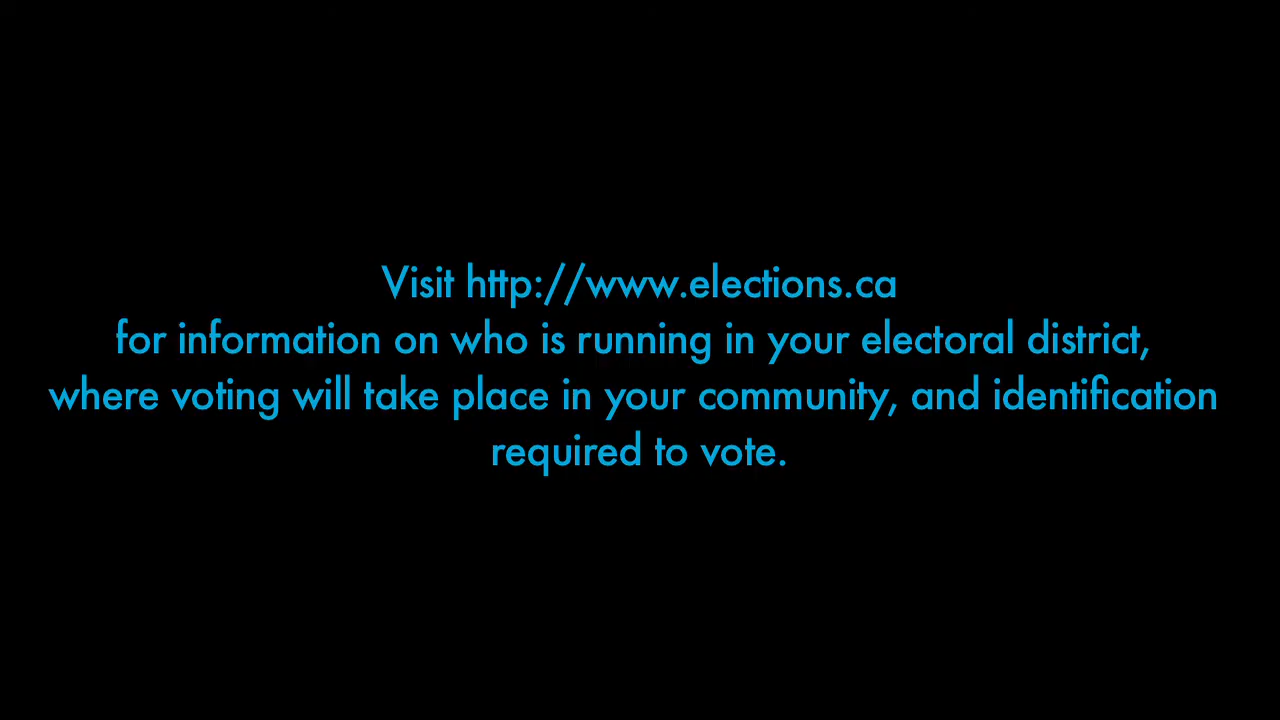 Visit http://www.elections.ca
for information on who is running in your electoral district,
where voting will take place in your community, and identification
required to vote.